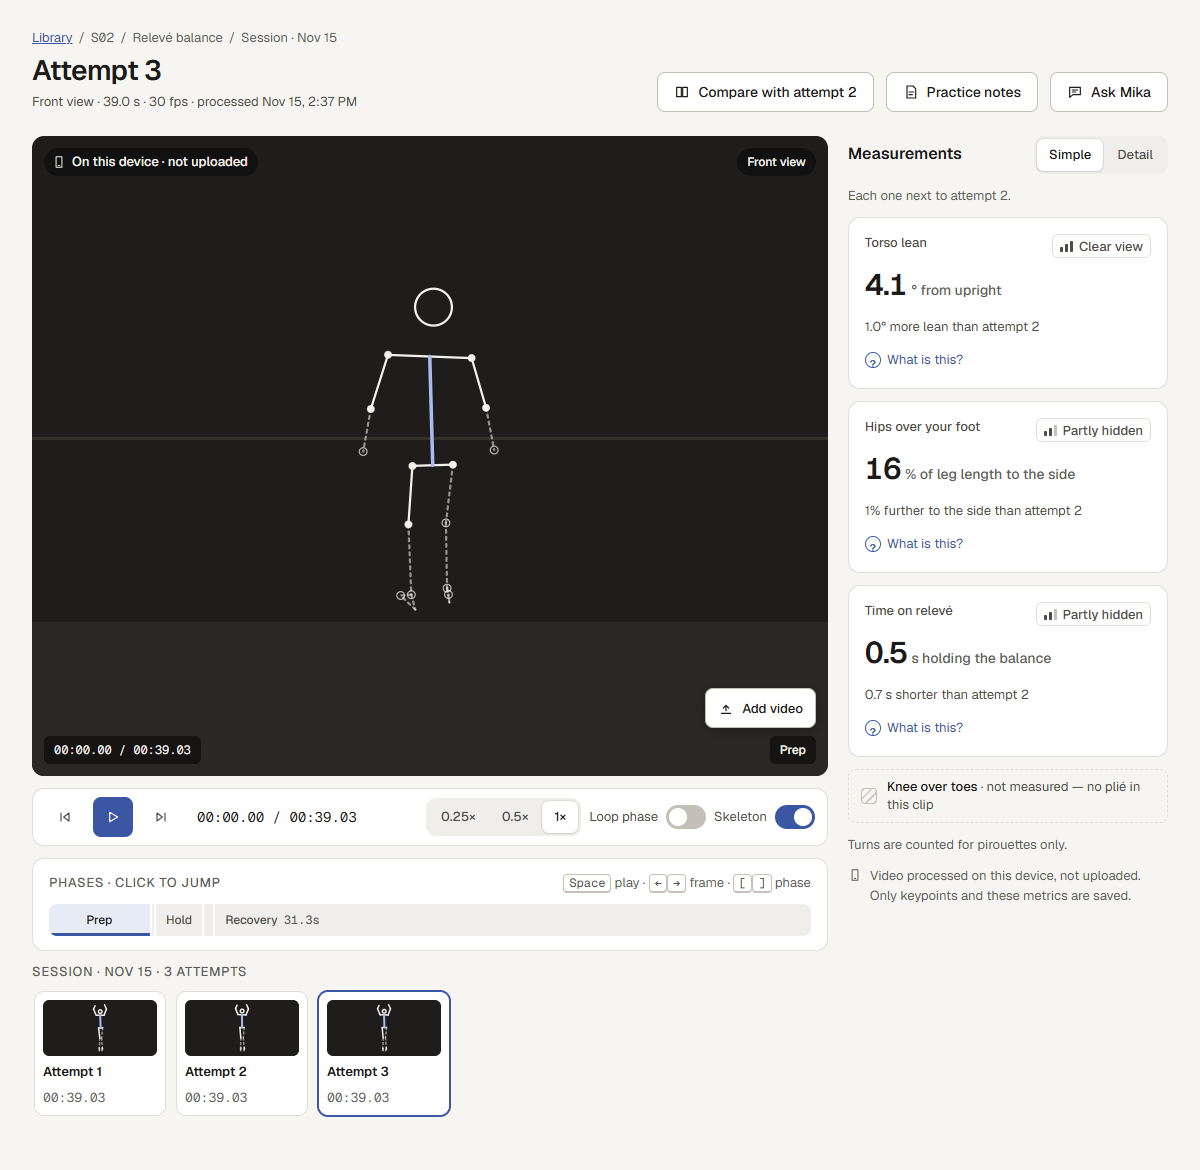 Library / S02 / Relevé balance / Session · Nov 15
Attempt 3
Front view · 39.0 s · 30 fps · processed Nov 15, 2:37 PM
Compare with attempt 2
Practice notes
Ask Mika
On this device · not uploaded
Front view
Add video
00:00.00 / 00:39.03
Prep
00:00.00 / 00:39.03
0.25×
0.5×
1×
Loop phase
Skeleton
PHASES · CLICK TO JUMP
Space play · ← → frame · [ ] phase
Prep
Hold
Recovery 31.3s
SESSION · NOV 15 · 3 ATTEMPTS
Attempt 1
00:39.03
Attempt 2
00:39.03
Attempt 3
00:39.03
Measurements
Simple
Detail
Each one next to attempt 2.
Torso lean
Clear view
4.1 ° from upright
1.0° more lean than attempt 2
? What is this?
Hips over your foot
Partly hidden
16 % of leg length to the side
1% further to the side than attempt 2
? What is this?
Time on relevé
Partly hidden
0.5 s holding the balance
0.7 s shorter than attempt 2
? What is this?
Knee over toes · not measured — no plié in
this clip
Turns are counted for pirouettes only.
Video processed on this device, not uploaded.
Only keypoints and these metrics are saved.